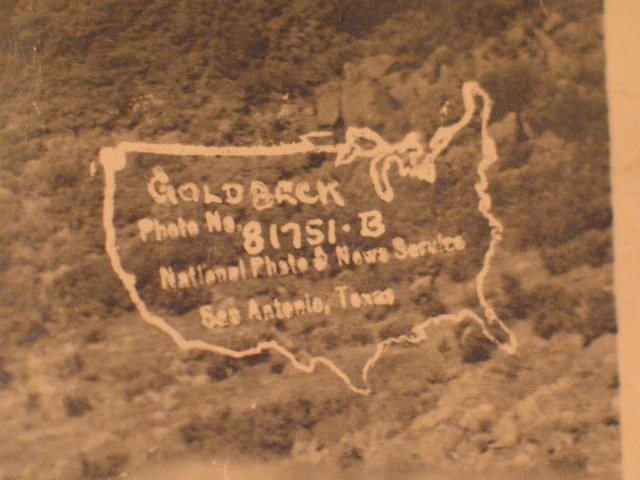 GOLDBECK
Photo No. 81751-B
National Photo & News Service
San Antonio, Texas